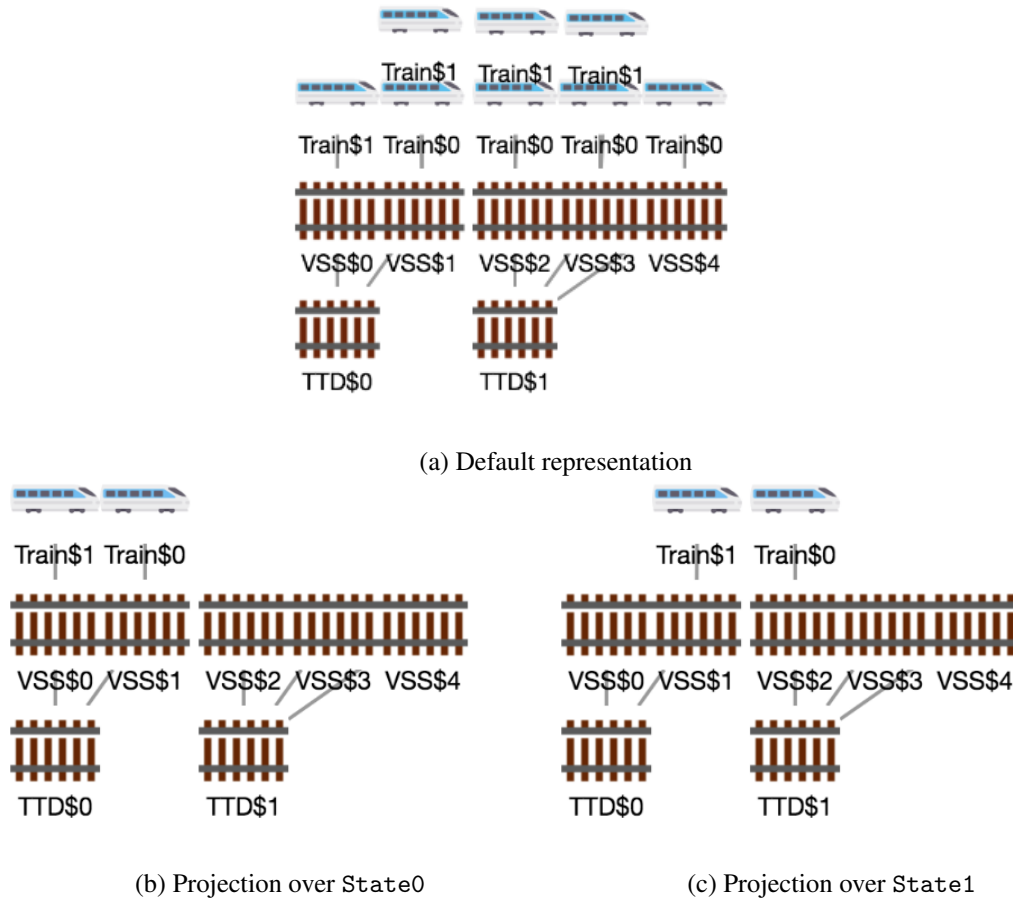 Train$1 Train$1 Train$1
Train$1 Train$0 Train$0 Train$0 Train$0
VSS$0 VSS$1 VSS$2 VSS$3 VSS$4
TTD$0 TTD$1
(a) Default representation
Train$1 Train$0 Train$1 Train$0
VSS$0 VSS$1 VSS$2 VSS$3 VSS$4 VSS$0 VSS$1 VSS$2 VSS$3 VSS$4
TTD$0 TTD$1 TTD$0 TTD$1
(b) Projection over State0 (c) Projection over State1